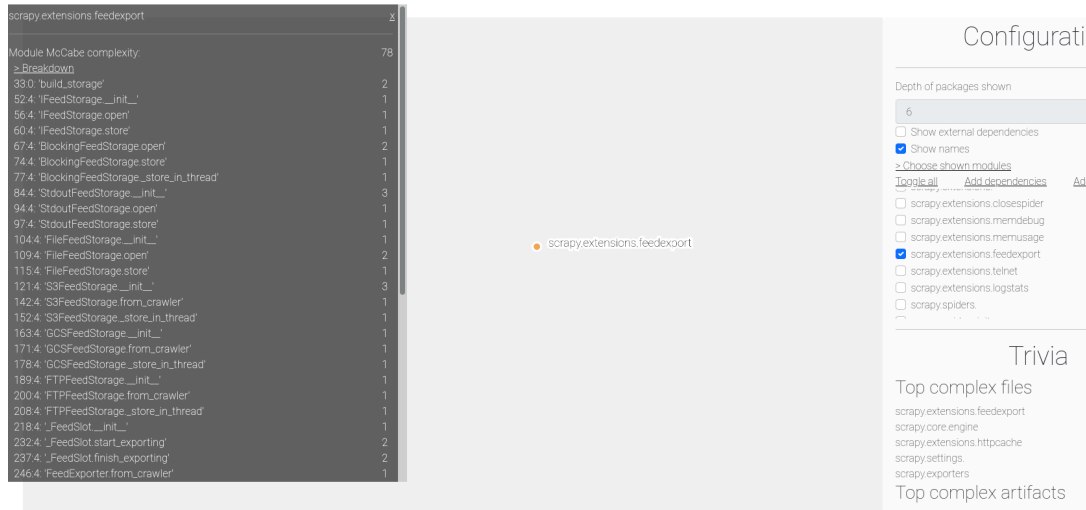 scrapy.extensions.feedexport x
Module McCabe complexity: 78
> Breakdown
33:0: 'build_storage' 2
52:4: 'IFeedStorage.__init__' 1
56:4: 'IFeedStorage.open' 1
60:4: 'IFeedStorage.store' 1
67:4: 'BlockingFeedStorage.open' 2
74:4: 'BlockingFeedStorage.store' 1
77:4: 'BlockingFeedStorage._store_in_thread' 1
84:4: 'StdoutFeedStorage.__init__' 3
94:4: 'StdoutFeedStorage.open' 1
97:4: 'StdoutFeedStorage.store' 1
104:4: 'FileFeedStorage.__init__' 1
109:4: 'FileFeedStorage.open' 2
115:4: 'FileFeedStorage.store' 1
121:4: 'S3FeedStorage.__init__' 3
142:4: 'S3FeedStorage.from_crawler' 1
152:4: 'S3FeedStorage._store_in_thread' 1
163:4: 'GCSFeedStorage.__init__' 1
171:4: 'GCSFeedStorage.from_crawler' 1
178:4: 'GCSFeedStorage._store_in_thread' 1
189:4: 'FTPFeedStorage.__init__' 1
200:4: 'FTPFeedStorage.from_crawler' 1
208:4: 'FTPFeedStorage._store_in_thread' 1
218:4: '_FeedSlot.__init__' 1
232:4: '_FeedSlot.start_exporting' 2
237:4: '_FeedSlot.finish_exporting' 2
246:4: 'FeedExporter.from_crawler' 1
scrapy.extensions.feedexport
Configurati
Depth of packages shown
6
Show external dependencies
Show names
> Choose shown modules
Toggle all Add dependencies Ad
scrapy.extensions.closespider
scrapy.extensions.memdebug
scrapy.extensions.memusage
scrapy.extensions.feedexport
scrapy.extensions.telnet
scrapy.extensions.logstats
scrapy.spiders.
Trivia
Top complex files
scrapy.extensions.feedexport
scrapy.core.engine
scrapy.extensions.httpcache
scrapy.settings.
scrapy.exporters
Top complex artifacts